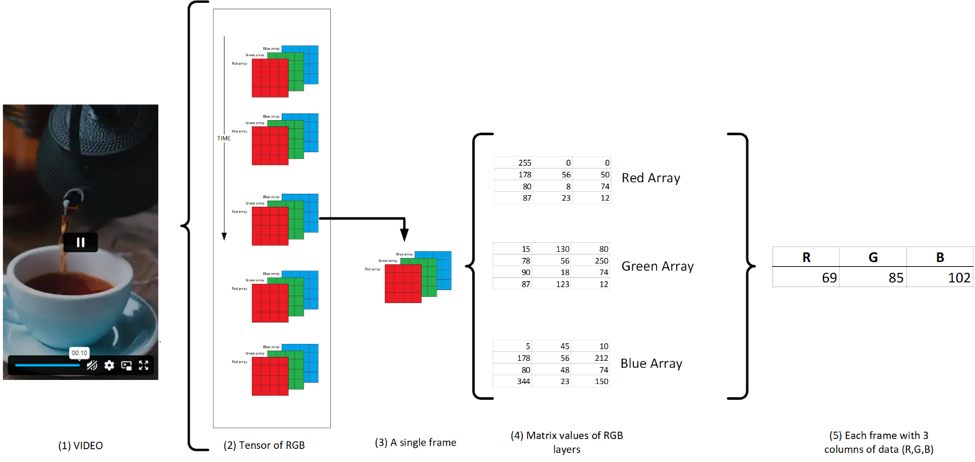 00:10
(1) VIDEO
TIME
Blue array
Green array
Red array
Blue array
Green array
Red array
Blue array
Green array
Red array
Blue array
Green array
Red array
Blue array
Green array
Red array
(2) Tensor of RGB
Blue array
Green array
Red array
(3) A single frame
255 0 0
178 56 50
80 8 74
87 23 12
Red Array
15 130 80
78 56 250
90 18 74
87 123 12
Green Array
5 45 10
178 56 212
80 48 74
344 23 150
Blue Array
(4) Matrix values of RGB
layers
R G B
69 85 102
(5) Each frame with 3
columns of data (R,G,B)